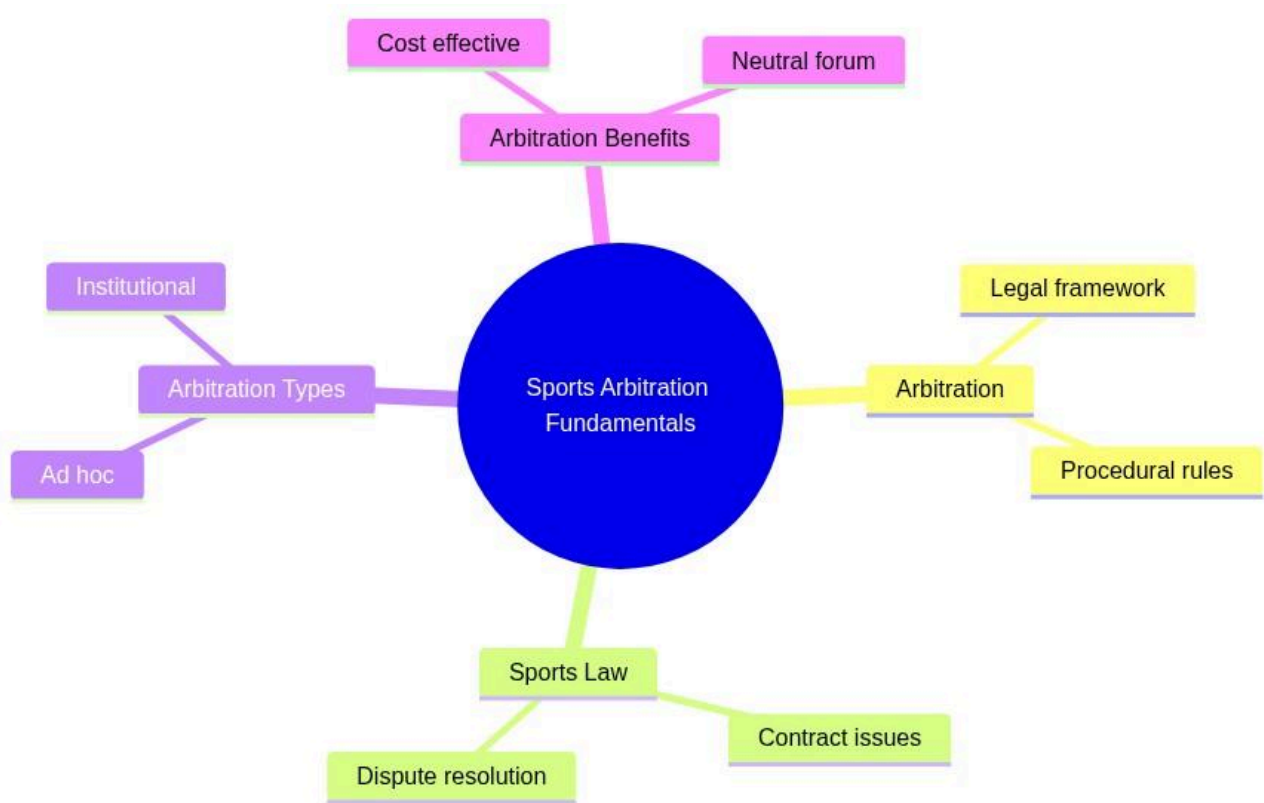 Cost effective
Neutral forum
Arbitration Benefits
Institutional
Legal framework
Arbitration Types
Sports Arbitration
Fundamentals
Arbitration
Ad hoc
Procedural rules
Sports Law
Contract issues
Dispute resolution